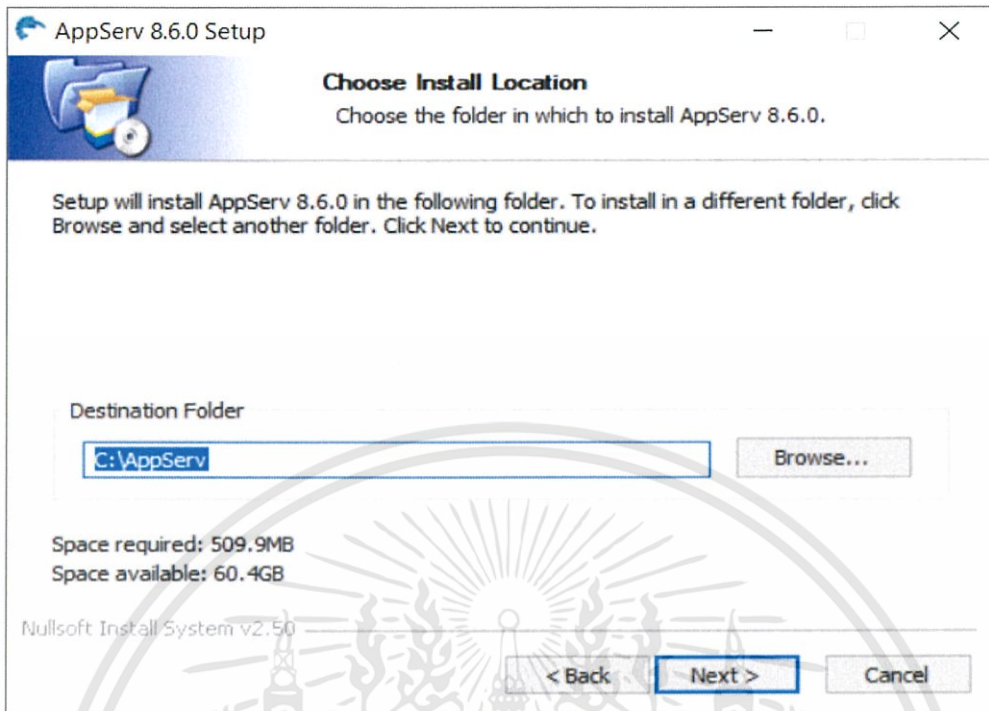 AppServ 8.6.0 Setup
Choose Install Location
Choose the folder in which to install AppServ 8.6.0.
Setup will install AppServ 8.6.0 in the following folder. To install in a different folder, click
Browse and select another folder. Click Next to continue.
Destination Folder
C:\AppServ
Browse...
Space required: 509.9MB
Space available: 60.4GB
Nullsoft Install System v2.50
< Back
Next >
Cancel